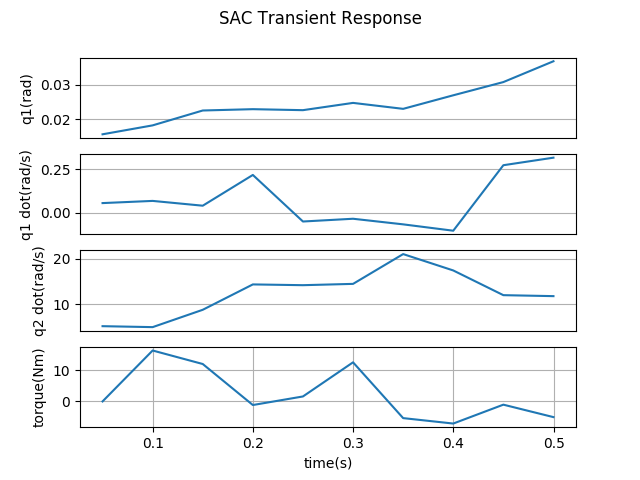 SAC Transient Response
q1(rad)
0.03
0.02
q1 dot(rad/s)
0.25
0.00
q2 dot(rad/s)
20
10
torque(Nm)
10
0
0.1 0.2 0.3 0.4 0.5
time(s)